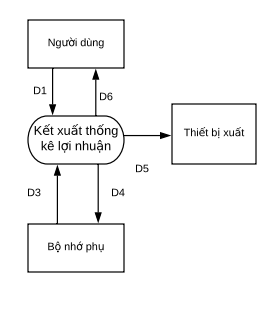 Người dùng
D1
D6
Kết xuất thống
kê lợi nhuận
Thiết bị xuất
D5
D3
D4
Bộ nhớ phụ